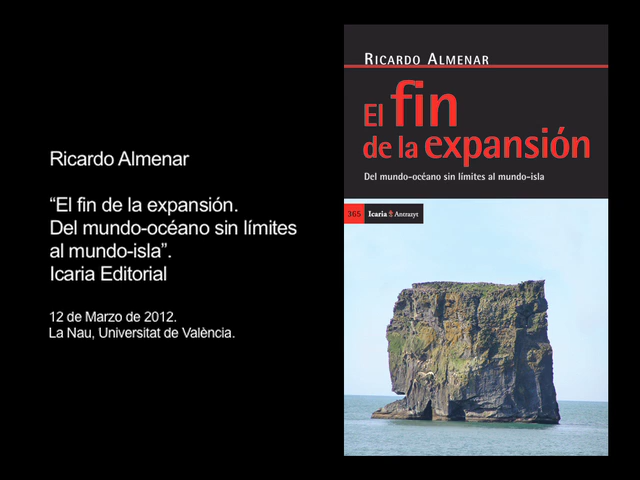 Ricardo Almenar
“El fin de la expansión.
Del mundo-océano sin límites
al mundo-isla”.
Icaria Editorial
12 de Marzo de 2012.
La Nau, Universitat de València.
RICARDO ALMENAR
El fin
de la expansión
Del mundo-océano sin límites al mundo-isla
365 Icaria Antrazyt